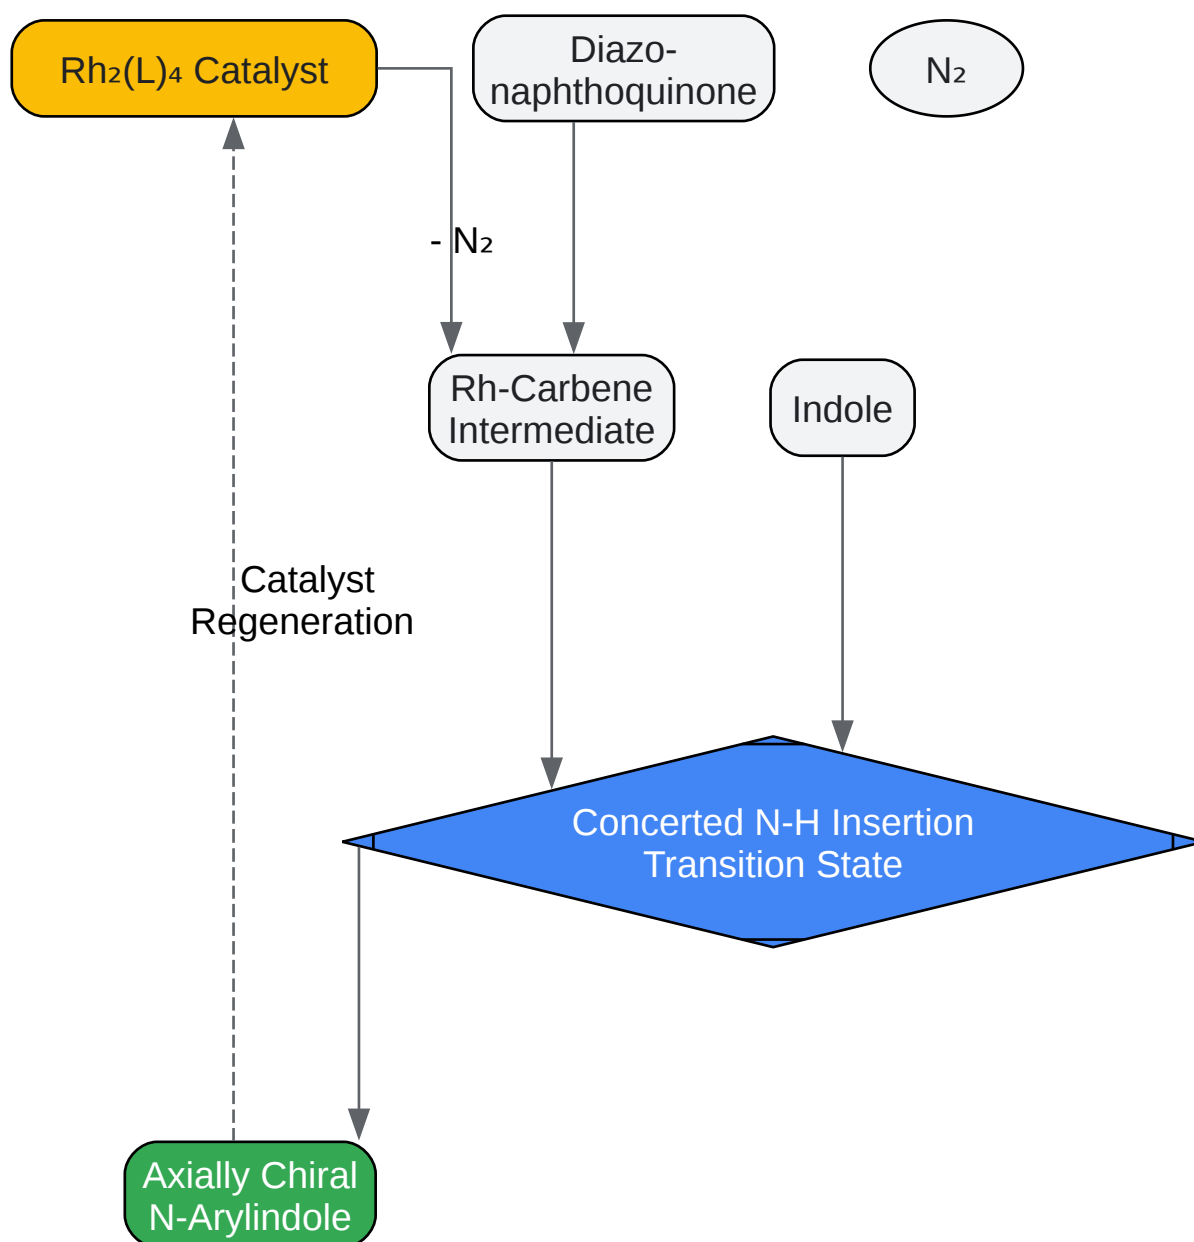 Rh₂(L)₄ Catalyst
Diazo-
naphthoquinone
N₂
- N₂
Rh-Carbene
Intermediate
Indole
Catalyst
Regeneration
Concerted N-H Insertion
Transition State
Axially Chiral
N-Arylindole